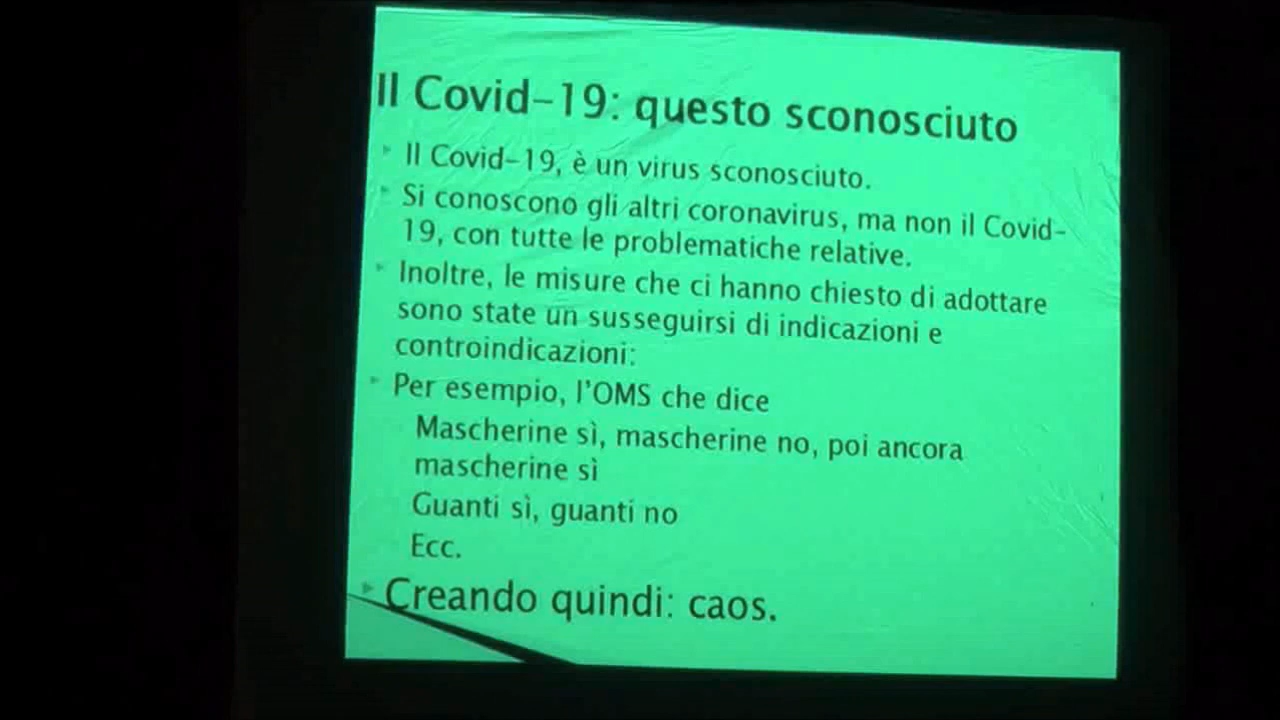 Il Covid-19: questo sconosciuto
Il Covid-19, è un virus sconosciuto.
Si conoscono gli altri coronavirus, ma non il Covid-
19, con tutte le problematiche relative.
Inoltre, le misure che ci hanno chiesto di adottare
sono state un susseguirsi di indicazioni e
controindicazioni:
Per esempio, l'OMS che dice
Mascherine sì, mascherine no, poi ancora
mascherine sì
Guanti sì, guanti no
Ecc.
Creando quindi: caos.